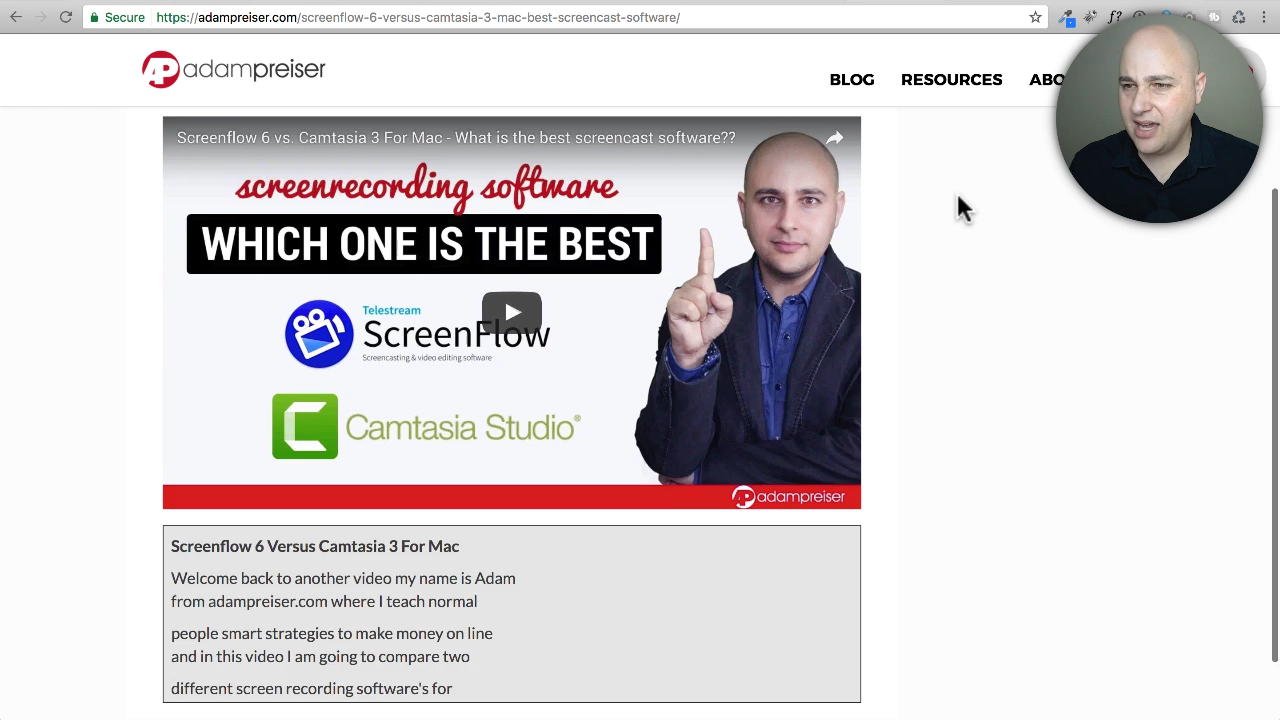 Secure https://adampreiser.com/screenflow-6-versus-camtasia-3-mac-best-screencast-software/
f?
AP adampreiser
BLOG RESOURCES ABO
Screenflow 6 vs. Camtasia 3 For Mac - What is the best screencast software??
screenrecording software
WHICH ONE IS THE BEST
Telestream
ScreenFlow
Screencasting & video editing software
C Camtasia Studio®
AP adampreiser
Screenflow 6 Versus Camtasia 3 For Mac
Welcome back to another video my name is Adam
from adampreiser.com where I teach normal
people smart strategies to make money on line
and in this video I am going to compare two
different screen recording software's for